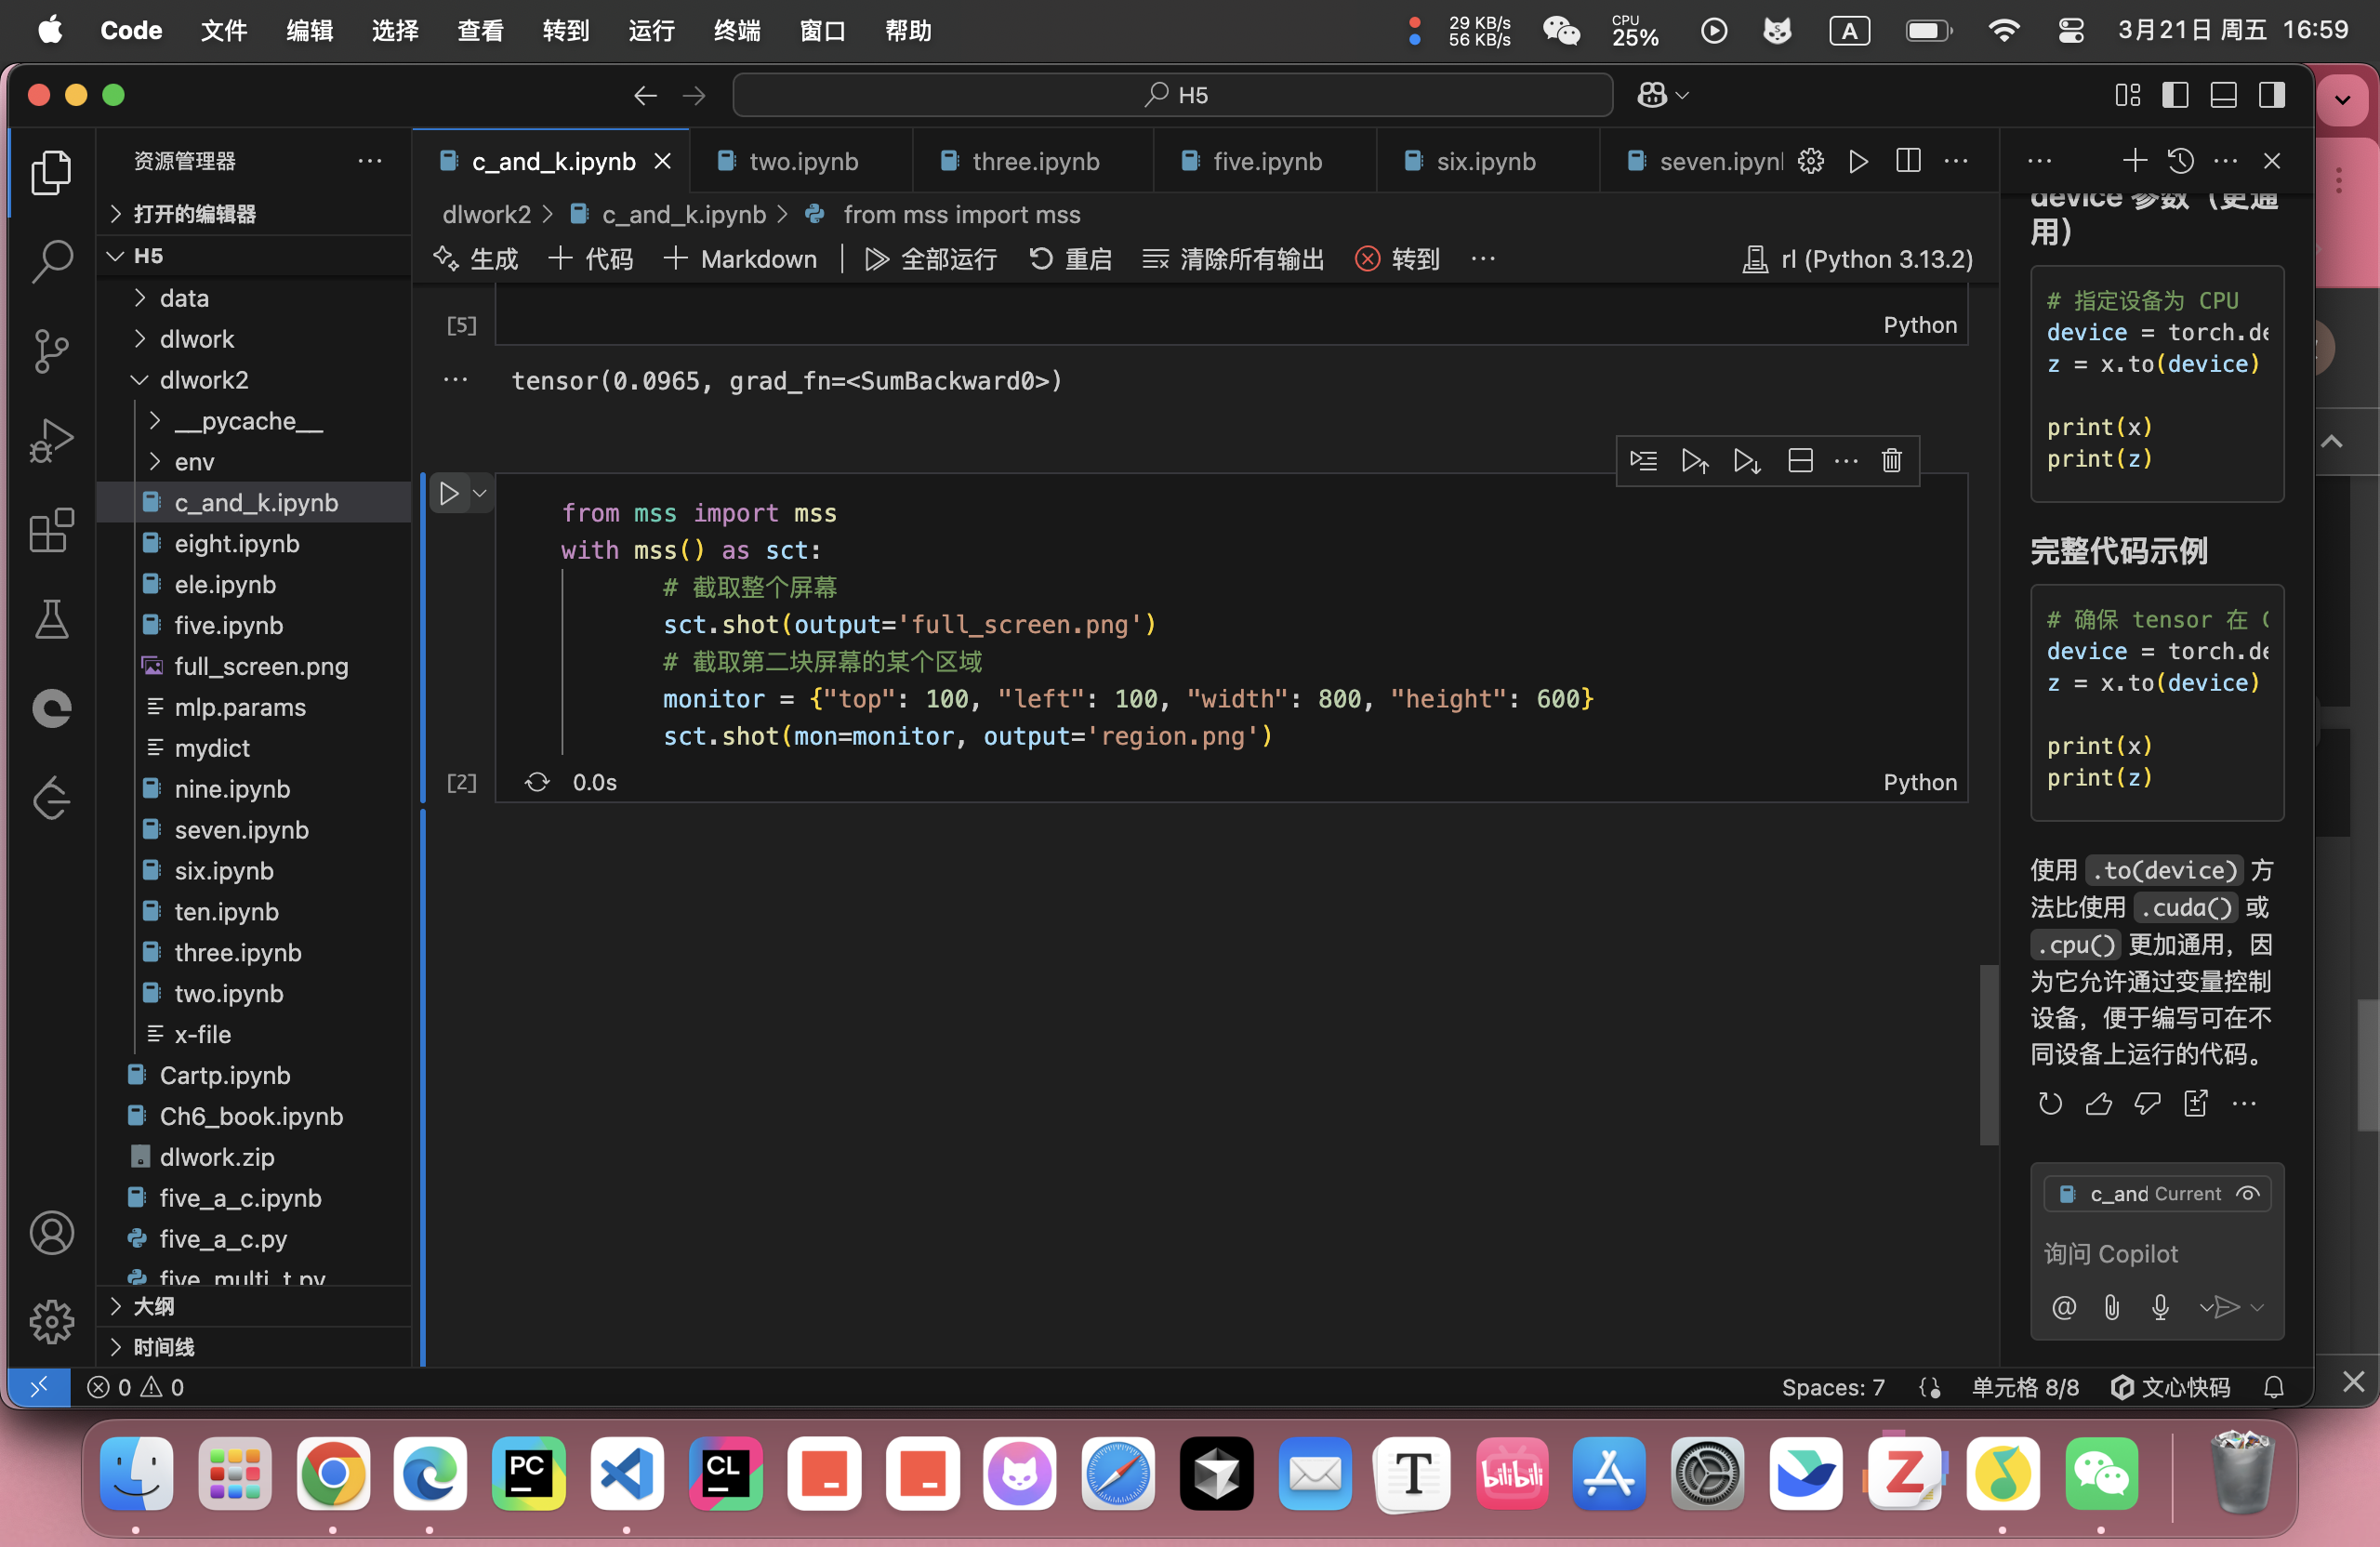 Code 文件 编辑 选择 查看 转到 运行 终端 窗口 帮助
29 KB/s
56 KB/s
CPU
25%
A
3月21日 周五 16:59
H5
资源管理器
打开的编辑器
H5
data
dlwork
dlwork2
__pycache__
env
c_and_k.ipynb
eight.ipynb
ele.ipynb
five.ipynb
full_screen.png
mlp.params
mydict
nine.ipynb
seven.ipynb
six.ipynb
ten.ipynb
three.ipynb
two.ipynb
x-file
Cartp.ipynb
Ch6_book.ipynb
dlwork.zip
five_a_c.ipynb
five_a_c.py
five_multi_t.py
大纲
时间线
c_and_k.ipynb two.ipynb three.ipynb five.ipynb six.ipynb seven.ipyn
dlwork2 > c_and_k.ipynb > from mss import mss
生成 + 代码 + Markdown 全部运行 重启 清除所有输出 转到 ···
rl (Python 3.13.2)
[5]
Python
tensor(0.0965, grad_fn=<SumBackward0>)
from mss import mss
with mss() as sct:
# 截取整个屏幕
sct.shot(output='full_screen.png')
# 截取第二块屏幕的某个区域
monitor = {"top": 100, "left": 100, "width": 800, "height": 600}
sct.shot(mon=monitor, output='region.png')
[2]
0.0s
Python
device 参数（更通
用）
# 指定设备为 CPU
device = torch.de
z = x.to(device)
print(x)
print(z)
完整代码示例
# 确保 tensor 在 C
device = torch.de
z = x.to(device)
print(x)
print(z)
使用 .to(device) 方
法比使用 .cuda() 或
.cpu() 更加通用，因
为它允许通过变量控制
设备，便于编写可在不
同设备上运行的代码。
c_and Current
询问 Copilot
0 0
Spaces: 7
单元格 8/8
文心快码
PC
CL
T
bilibili
Z